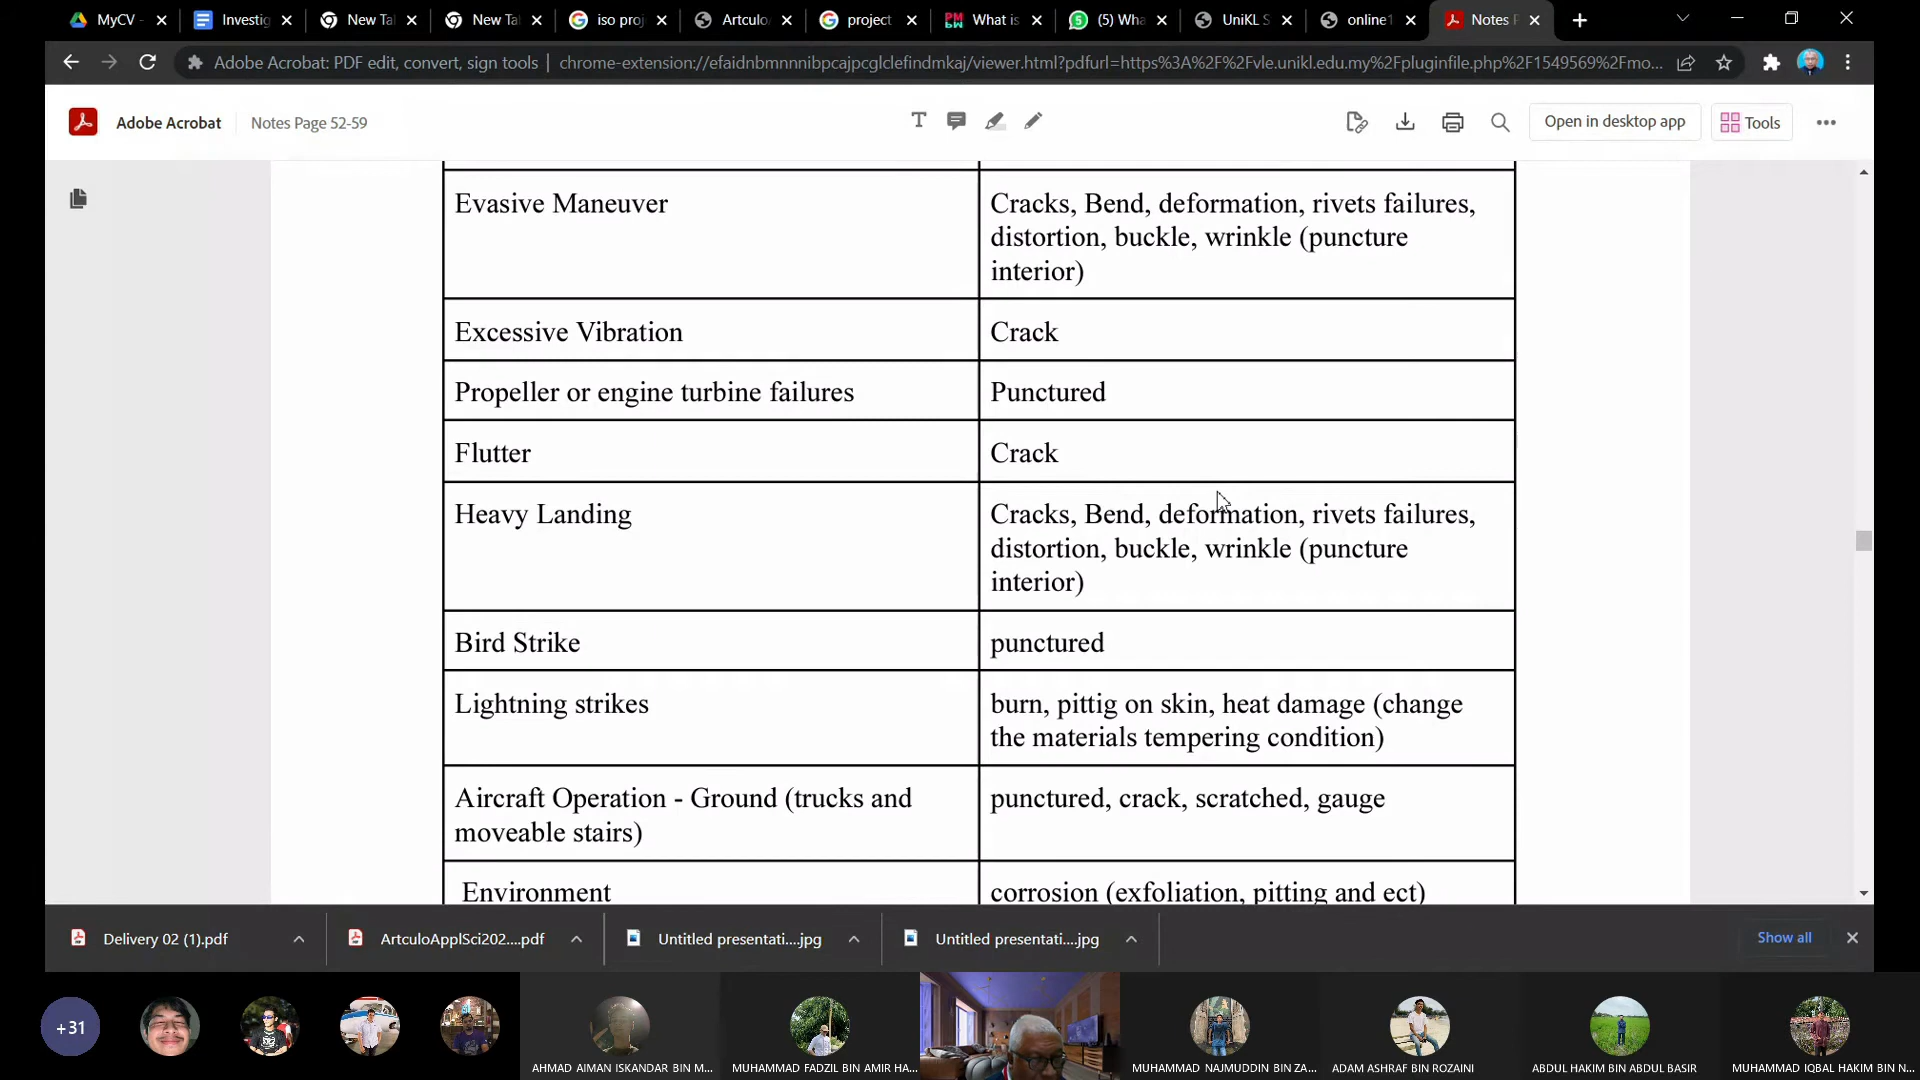 MyCV -
Investig
New Ta
New Ta
iso proj
Artculo
project
What is
(5) Wha
UniKL S
online1
Notes P
Adobe Acrobat: PDF edit, convert, sign tools
chrome-extension://efaidnbmnnnibpcajpcglclefindmkaj/viewer.html?pdfurl=https%3A%2F%2Fvle.unikl.edu.my%2Fpluginfile.php%2F1549569%2Fmo...
Adobe Acrobat
Notes Page 52-59
Open in desktop app
Tools
Evasive Maneuver
Cracks, Bend, deformation, rivets failures,
distortion, buckle, wrinkle (puncture
interior)
Excessive Vibration
Crack
Propeller or engine turbine failures
Punctured
Flutter
Crack
Heavy Landing
Cracks, Bend, deformation, rivets failures,
distortion, buckle, wrinkle (puncture
interior)
Bird Strike
punctured
Lightning strikes
burn, pittig on skin, heat damage (change
the materials tempering condition)
Aircraft Operation - Ground (trucks and
moveable stairs)
punctured, crack, scratched, gauge
Environment
corrosion (exfoliation, pitting and ect)
Delivery 02 (1).pdf
ArtculoApplSci202....pdf
Untitled presentati....jpg
Untitled presentati....jpg
Show all
+31
AHMAD AIMAN ISKANDAR BIN M...
MUHAMMAD FADZIL BIN AMIR HA...
MUHAMMAD NAJMUDDIN BIN ZA...
ADAM ASHRAF BIN ROZAINI
ABDUL HAKIM BIN ABDUL BASIR
MUHAMMAD IQBAL HAKIM BIN N...